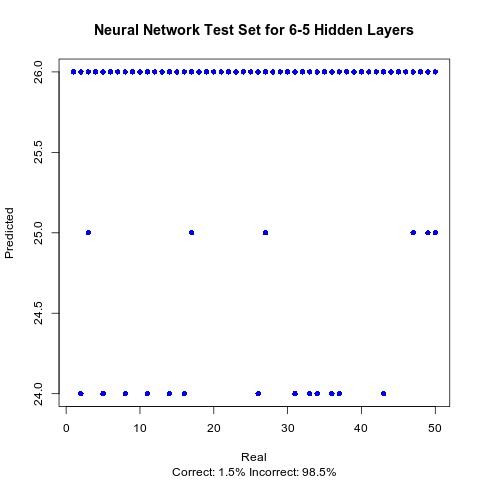 Neural Network Test Set for 6-5 Hidden Layers
Predicted
26.0
25.5
25.0
24.5
24.0
0 10 20 30 40 50
Real
Correct: 1.5% Incorrect: 98.5%